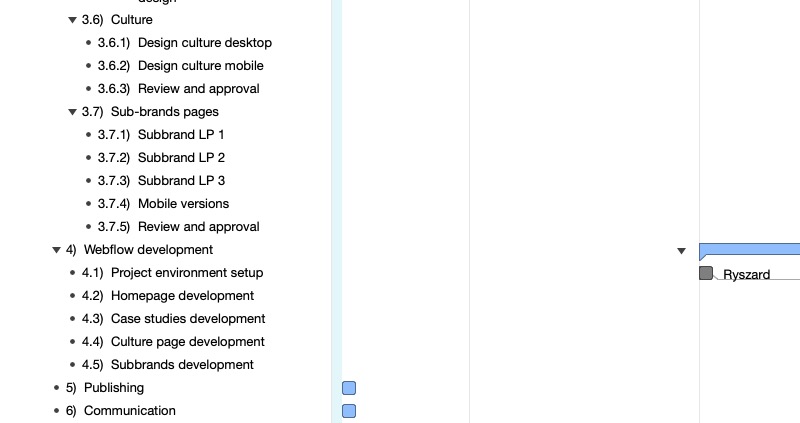 design
3.6) Culture
3.6.1) Design culture desktop
3.6.2) Design culture mobile
3.6.3) Review and approval
3.7) Sub-brands pages
3.7.1) Subbrand LP 1
3.7.2) Subbrand LP 2
3.7.3) Subbrand LP 3
3.7.4) Mobile versions
3.7.5) Review and approval
4) Webflow development
4.1) Project environment setup
Ryszard
4.2) Homepage development
4.3) Case studies development
4.4) Culture page development
4.5) Subbrands development
5) Publishing
6) Communication